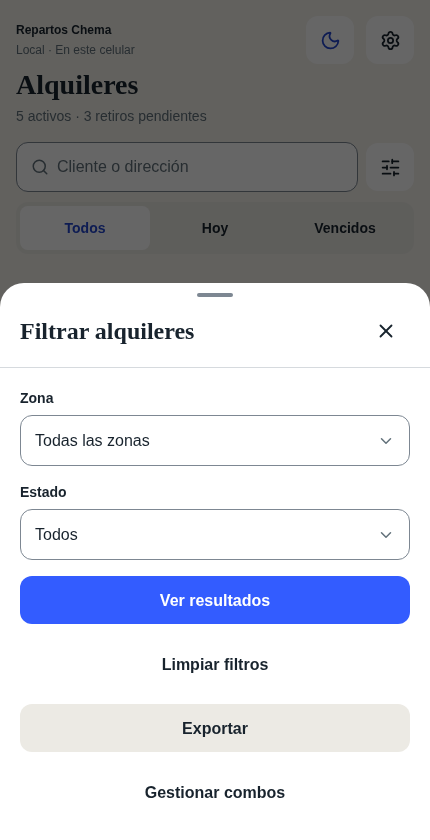 Repartos Chema
Local · En este celular
Alquileres
5 activos · 3 retiros pendientes
Cliente o dirección
Todos
Hoy
Vencidos
Filtrar alquileres
Zona
Todas las zonas
Estado
Todos
Ver resultados
Limpiar filtros
Exportar
Gestionar combos